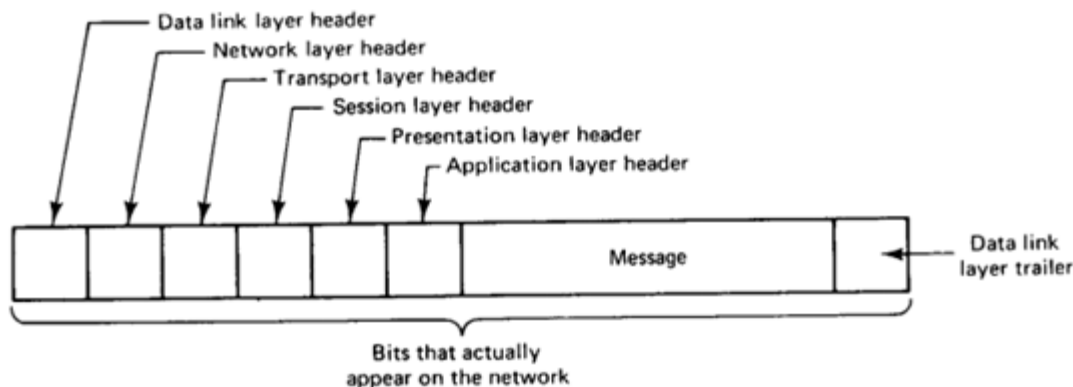 Data link layer header
Network layer header
Transport layer header
Session layer header
Presentation layer header
Application layer header
Message
Data link
layer trailer
Bits that actually
appear on the network